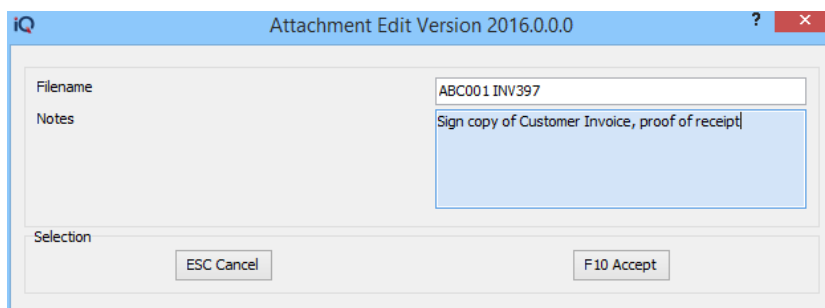 iQ Attachment Edit Version 2016.0.0.0 ? ×
Filename ABC001 INV397
Notes Sign copy of Customer Invoice, proof of receipt
Selection
ESC Cancel F10 Accept